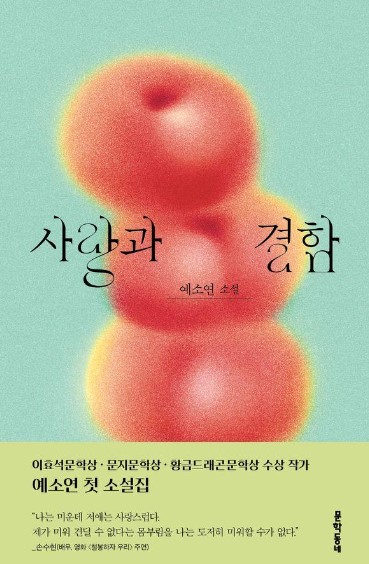 사랑과 결함
예소연 소설
이효석문학상·문지문학상·황금드래곤문학상 수상 작가
예소연 첫 소설집
“나는 미운데 저애는 사랑스럽다.
제가 미워 견딜 수 없다는 몸부림을 나는 도저히 미워할 수가 없다.”
_손수현(배우, 영화 〈힘내하자 우리〉 주연)
문학동네